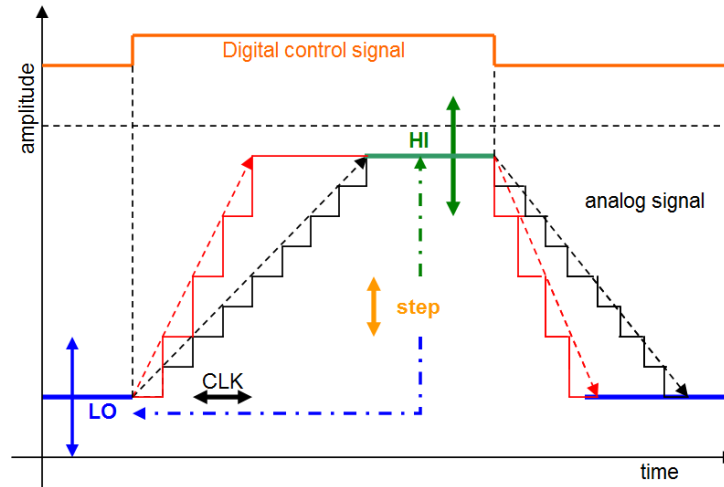 Digital control signal
amplitude
HI
analog signal
step
CLK
LO
time